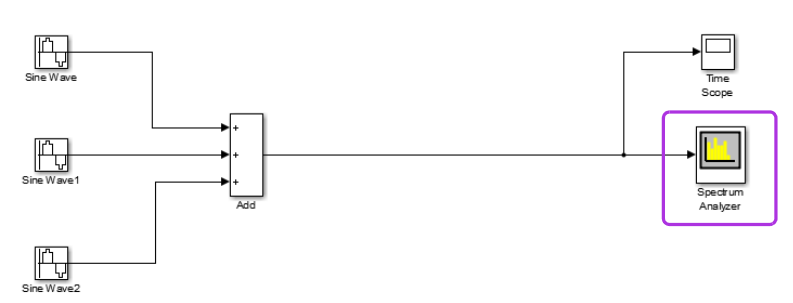 Sine Wave
Time
Scope
+
+
+
Sine Wave1
Spectrum
Analyzer
Add
Sine Wave2